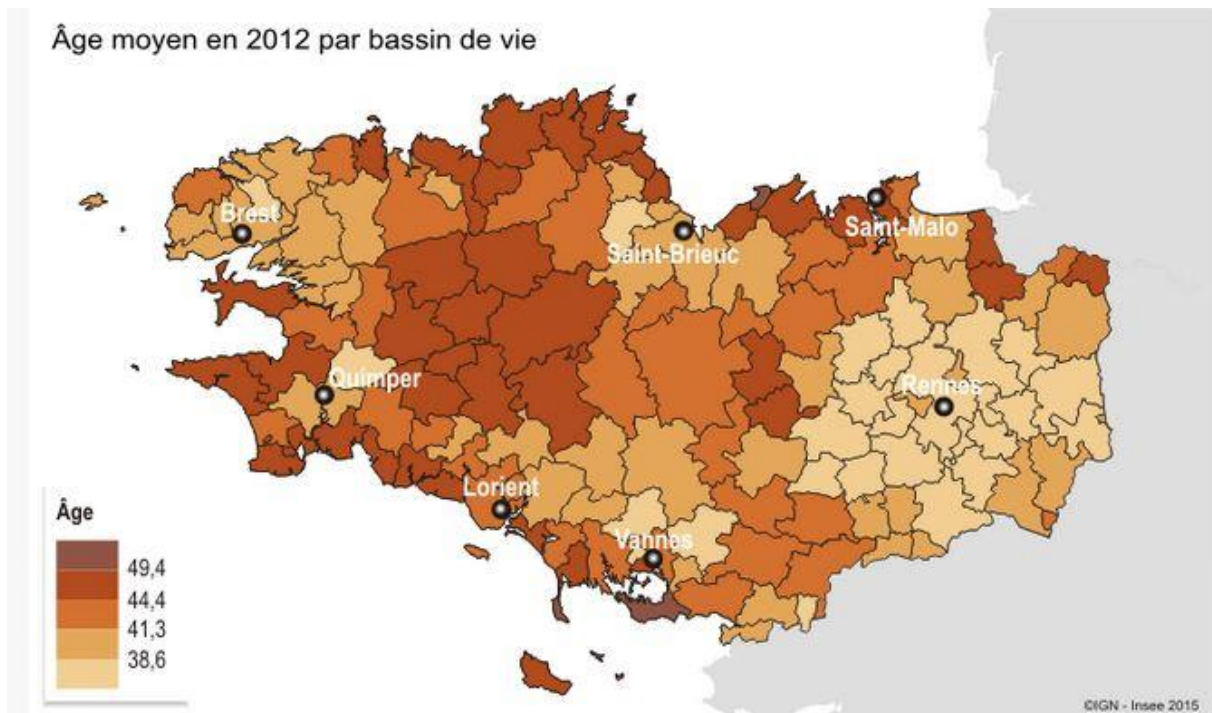 Âge moyen en 2012 par bassin de vie
Brest
Saint-Malo
Saint-Brieuc
Quimper
Rennes
Lorient
Vannes
Âge
49,4
44,4
41,3
38,6
©IGN - Insee 2015